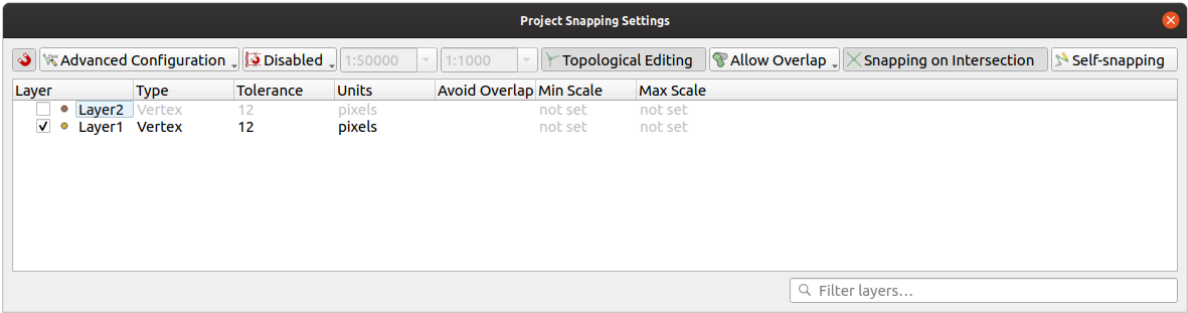 Project Snapping Settings
Advanced Configuration Disabled 1:50000 1:1000 Topological Editing Allow Overlap Snapping on Intersection Self-snapping
Layer Type Tolerance Units Avoid Overlap Min Scale Max Scale
Layer2 Vertex 12 pixels not set not set
Layer1 Vertex 12 pixels not set not set
Filter layers...